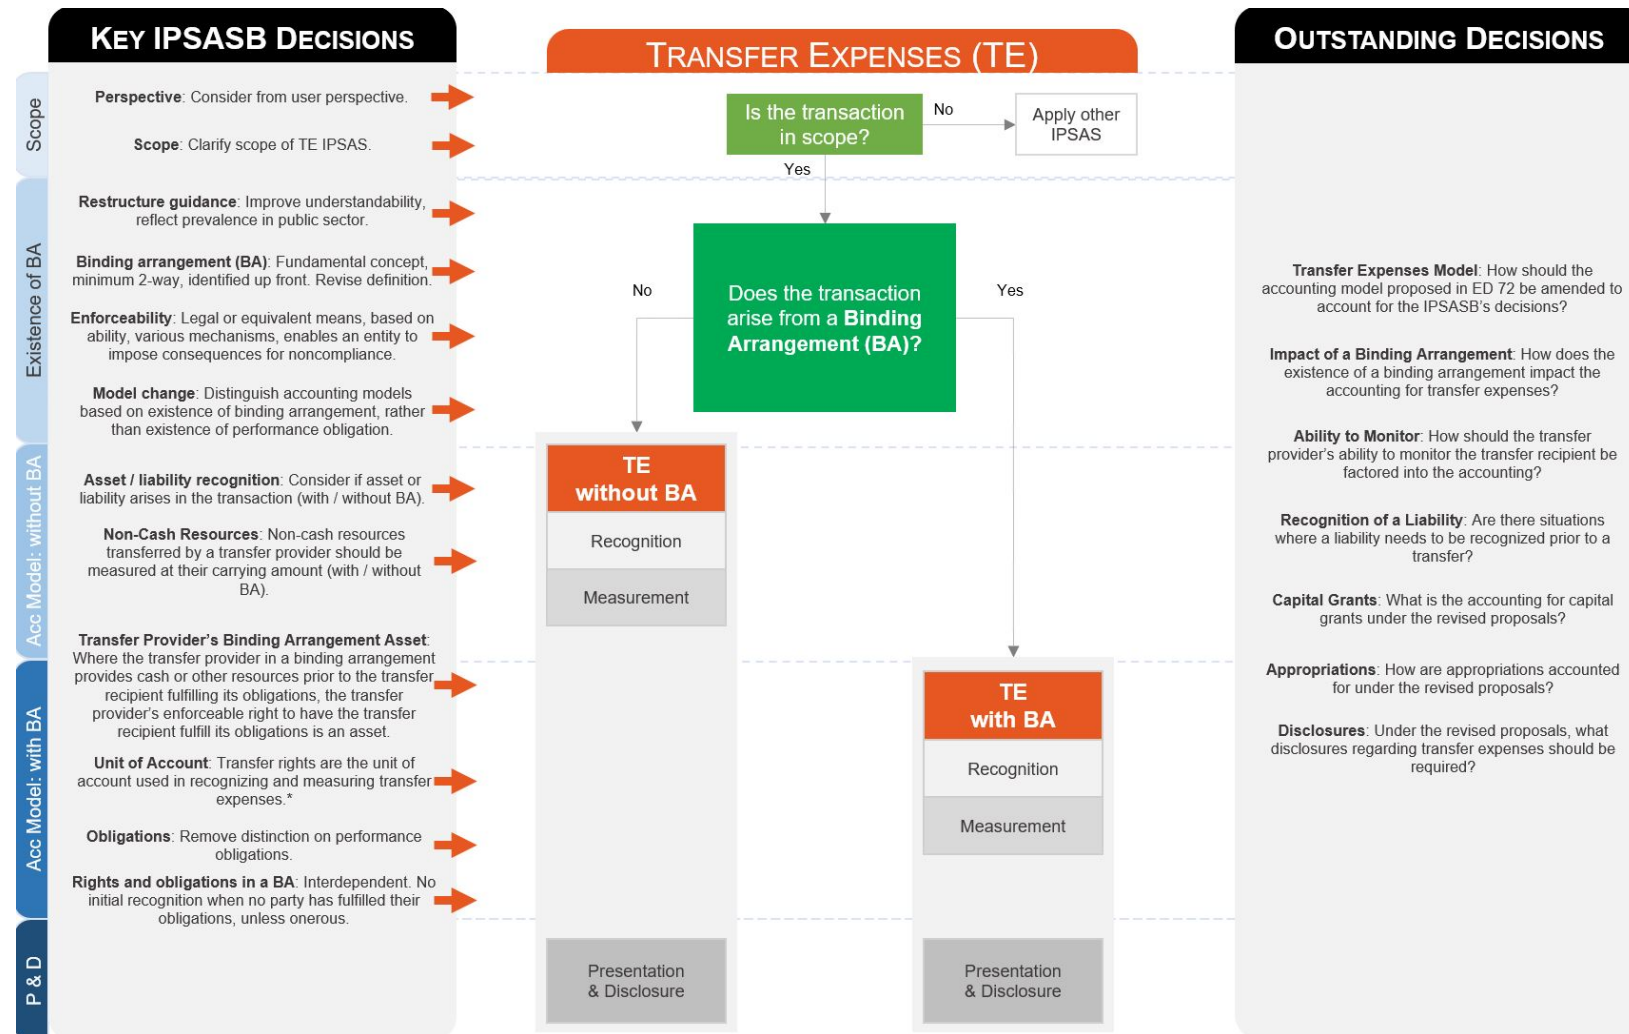 KEY IPSASB DECISIONS
Scope
Perspective: Consider from user perspective.
Scope: Clarify scope of TE IPSAS.
Existence of BA
Restructure guidance: Improve understandability,
reflect prevalence in public sector.
Binding arrangement (BA): Fundamental concept,
minimum 2-way, identified up front. Revise definition.
Enforceability: Legal or equivalent means, based on
ability, various mechanisms, enables an entity to
impose consequences for noncompliance.
Model change: Distinguish accounting models
based on existence of binding arrangement, rather
than existence of performance obligation.
Acc Model: without BA
Asset / liability recognition: Consider if asset or
liability arises in the transaction (with / without BA).
Non-Cash Resources: Non-cash resources
transferred by a transfer provider should be
measured at their carrying amount (with / without
BA).
Acc Model: with BA
Transfer Provider's Binding Arrangement Asset:
Where the transfer provider in a binding arrangement
provides cash or other resources prior to the transfer
recipient fulfilling its obligations, the transfer
provider's enforceable right to have the transfer
recipient fulfill its obligations is an asset.
Unit of Account: Transfer rights are the unit of
account used in recognizing and measuring transfer
expenses.*
Obligations: Remove distinction on performance
obligations.
Rights and obligations in a BA: Interdependent. No
initial recognition when no party has fulfilled their
obligations, unless onerous.
P & D
TRANSFER EXPENSES (TE)
Is the transaction
in scope?
No
Apply other
IPSAS
Yes
Does the transaction
arise from a Binding
Arrangement (BA)?
No
Yes
TE
without BA
Recognition
Measurement
Presentation
& Disclosure
TE
with BA
Recognition
Measurement
Presentation
& Disclosure
OUTSTANDING DECISIONS
Transfer Expenses Model: How should the
accounting model proposed in ED 72 be amended to
account for the IPSASB's decisions?
Impact of a Binding Arrangement: How does the
existence of a binding arrangement impact the
accounting for transfer expenses?
Ability to Monitor: How should the transfer
provider's ability to monitor the transfer recipient be
factored into the accounting?
Recognition of a Liability: Are there situations
where a liability needs to be recognized prior to a
transfer?
Capital Grants: What is the accounting for capital
grants under the revised proposals?
Appropriations: How are appropriations accounted
for under the revised proposals?
Disclosures: Under the revised proposals, what
disclosures regarding transfer expenses should be
required?